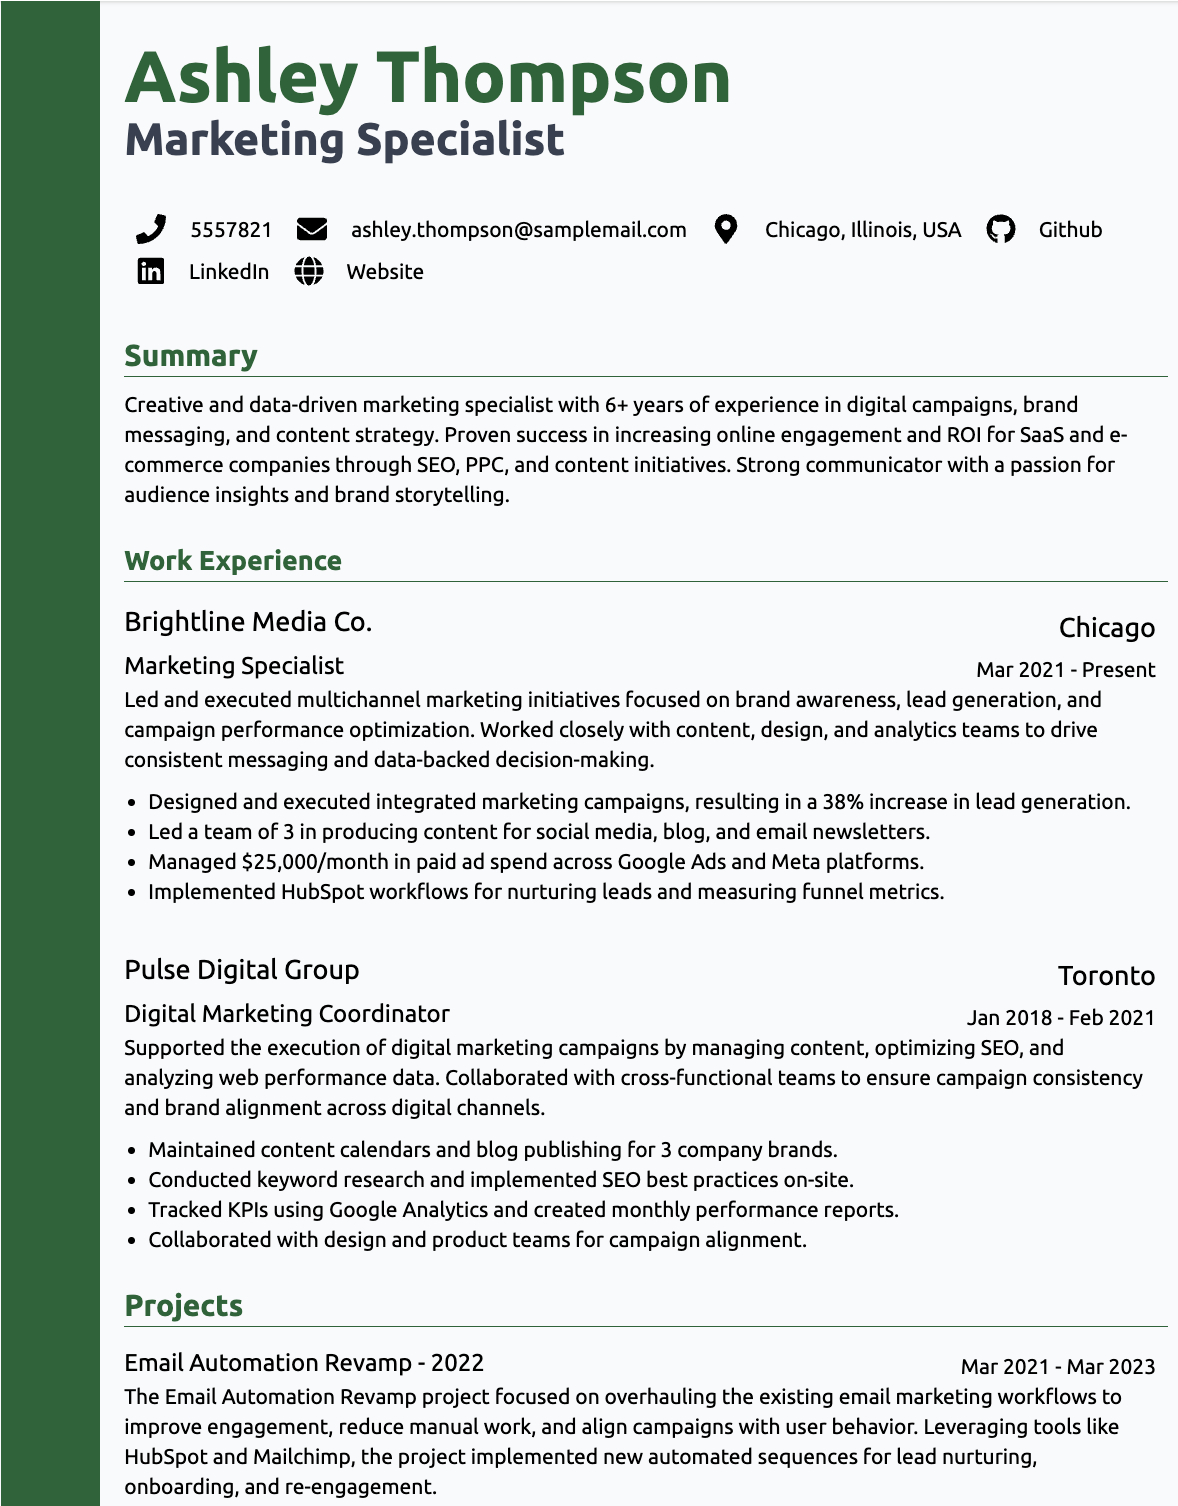 Ashley Thompson
Marketing Specialist
5557821 ashley.thompson@samplemail.com Chicago, Illinois, USA Github
LinkedIn Website
Summary
Creative and data-driven marketing specialist with 6+ years of experience in digital campaigns, brand
messaging, and content strategy. Proven success in increasing online engagement and ROI for SaaS and e-
commerce companies through SEO, PPC, and content initiatives. Strong communicator with a passion for
audience insights and brand storytelling.
Work Experience
Brightline Media Co. Chicago
Marketing Specialist Mar 2021 - Present
Led and executed multichannel marketing initiatives focused on brand awareness, lead generation, and
campaign performance optimization. Worked closely with content, design, and analytics teams to drive
consistent messaging and data-backed decision-making.
• Designed and executed integrated marketing campaigns, resulting in a 38% increase in lead generation.
• Led a team of 3 in producing content for social media, blog, and email newsletters.
• Managed $25,000/month in paid ad spend across Google Ads and Meta platforms.
• Implemented HubSpot workflows for nurturing leads and measuring funnel metrics.
Pulse Digital Group Toronto
Digital Marketing Coordinator Jan 2018 - Feb 2021
Supported the execution of digital marketing campaigns by managing content, optimizing SEO, and
analyzing web performance data. Collaborated with cross-functional teams to ensure campaign consistency
and brand alignment across digital channels.
• Maintained content calendars and blog publishing for 3 company brands.
• Conducted keyword research and implemented SEO best practices on-site.
• Tracked KPIs using Google Analytics and created monthly performance reports.
• Collaborated with design and product teams for campaign alignment.
Projects
Email Automation Revamp - 2022 Mar 2021 - Mar 2023
The Email Automation Revamp project focused on overhauling the existing email marketing workflows to
improve engagement, reduce manual work, and align campaigns with user behavior. Leveraging tools like
HubSpot and Mailchimp, the project implemented new automated sequences for lead nurturing,
onboarding, and re-engagement.